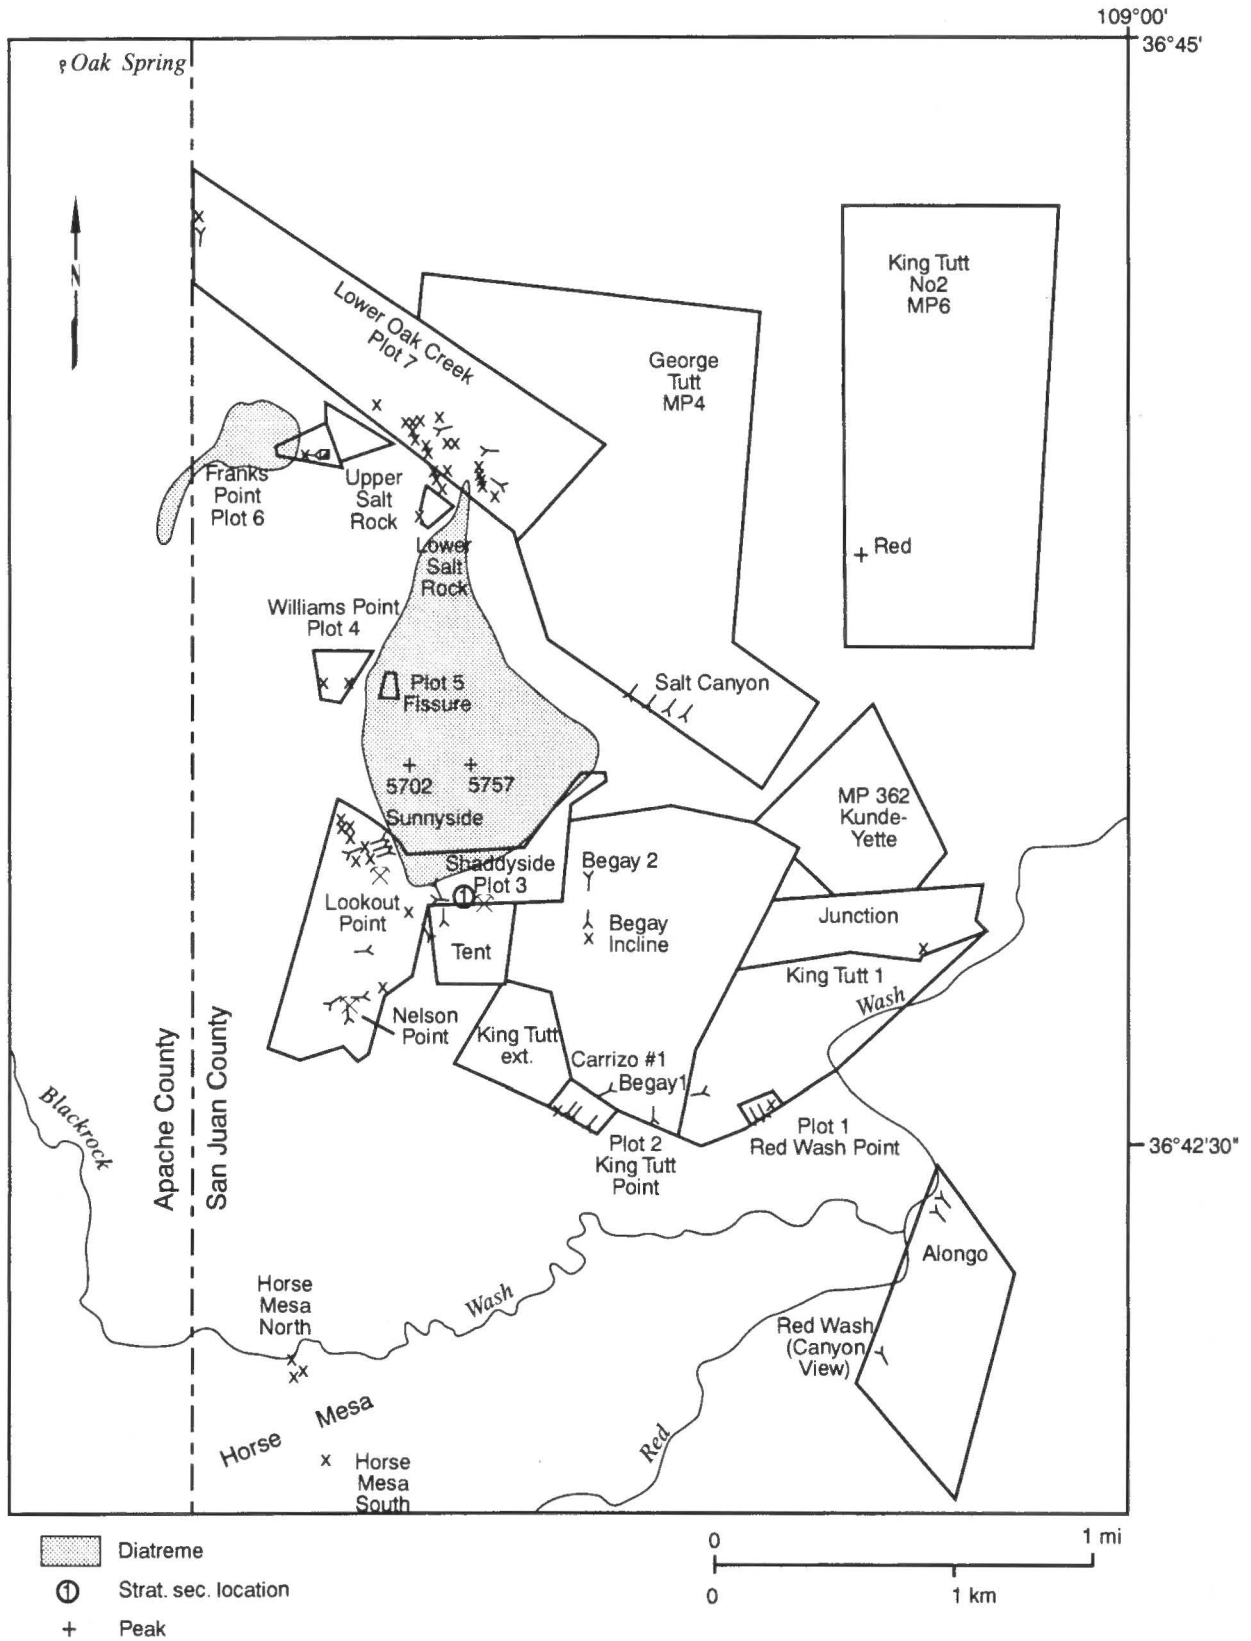 109°00'
36°45'
Oak Spring
N
Lower Oak Creek
Plot 7
King Tutt
No2
MP6
George
Tutt
MP4
Franks
Point
Plot 6
Upper
Salt
Rock
Lower
Salt
Rock
Red
Williams Point
Plot 4
Plot 5
Fissure
Salt Canyon
5702
5757
Sunnyside
MP 362
Kunde-
Yette
Shaddyside
Plot 3
1
Begay 2
Lookout
Point
Begay
Incline
Junction
Tent
King Tutt 1
Wash
Nelson
Point
King Tutt
ext.
Carrizo #1
Begay1
Apache County
San Juan County
Blackrock
Plot 2
King Tutt
Point
Plot 1
Red Wash Point
36°42'30"
Alongo
Horse
Mesa
North
Wash
Red Wash
(Canyon
View)
Horse Mesa
Red
Horse
Mesa
South
Diatreme
1 Strat. sec. location
+ Peak
0 1 mi
0 1 km